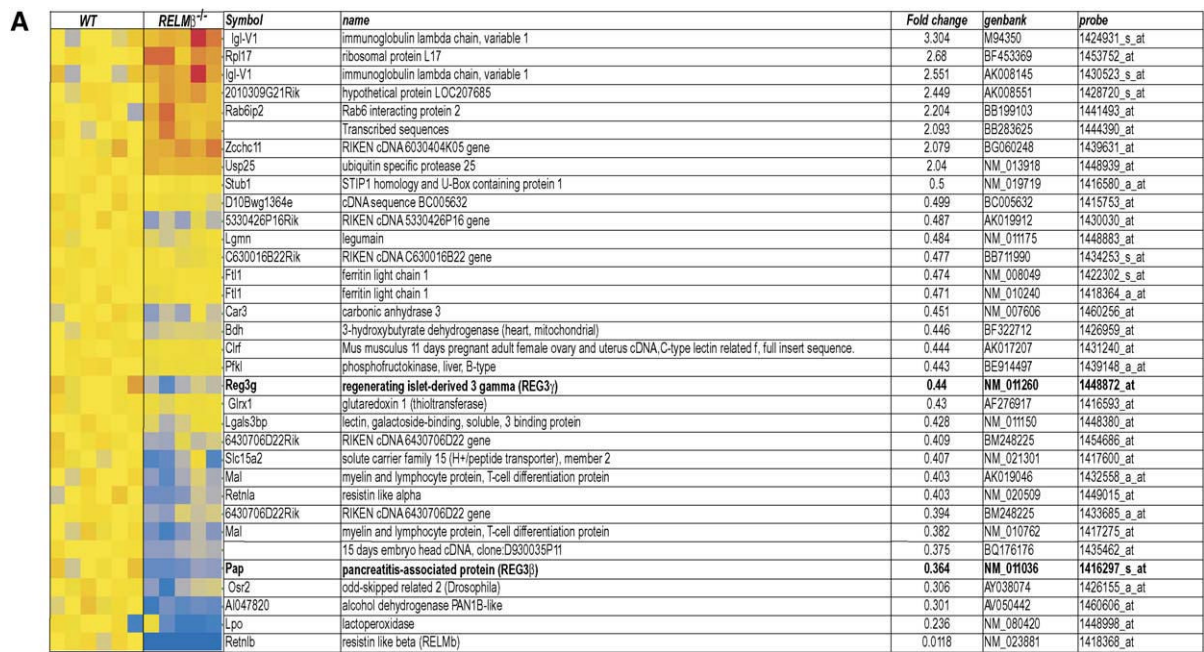 A
WT RELMβ-/- Symbol name Fold change genbank probe
Igl-V1 immunoglobulin lambda chain, variable 1 3.304 M94350 1424931_s_at
Rpl17 ribosomal protein L17 2.68 BF453369 1453752_at
Igl-V1 immunoglobulin lambda chain, variable 1 2.551 AK008145 1430523_s_at
2010309G21Rik hypothetical protein LOC207685 2.449 AK008551 1428720_s_at
Rab6ip2 Rab6 interacting protein 2 2.204 BB199103 1441493_at
Transcribed sequences 2.093 BB283625 1444390_at
Zcchc11 RIKEN cDNA 6030404K05 gene 2.079 BG060248 1439631_at
Usp25 ubiquitin specific protease 25 2.04 NM_013918 1448939_at
Stub1 STIP1 homology and U-Box containing protein 1 0.5 NM_019719 1416580_a_at
D10Bwg1364e cDNA sequence BC005632 0.499 BC005632 1415753_at
5330426P16Rik RIKEN cDNA 5330426P16 gene 0.487 AK019912 1430030_at
Lgmn legumain 0.484 NM_011175 1448883_at
C630016B22Rik RIKEN cDNA C630016B22 gene 0.477 BB711990 1434253_s_at
Ftl1 ferritin light chain 1 0.474 NM_008049 1422302_s_at
Ftl1 ferritin light chain 1 0.471 NM_010240 1418364_a_at
Car3 carbonic anhydrase 3 0.451 NM_007606 1460256_at
Bdh 3-hydroxybutyrate dehydrogenase (heart, mitochondrial) 0.446 BF322712 1426959_at
Clrf Mus musculus 11 days pregnant adult female ovary and uterus cDNA,C-type lectin related f, full insert sequence. 0.444 AK017207 1431240_at
Pfkl phosphofructokinase, liver, B-type 0.443 BE914497 1439148_a_at
Reg3g regenerating islet-derived 3 gamma (REG3γ) 0.44 NM_011260 1448872_at
Glrx1 glutaredoxin 1 (thioltransferase) 0.43 AF276917 1416593_at
Lgals3bp lectin, galactoside-binding, soluble, 3 binding protein 0.428 NM_011150 1448380_at
6430706D22Rik RIKEN cDNA 6430706D22 gene 0.409 BM248225 1454686_at
Slc15a2 solute carrier family 15 (H+/peptide transporter), member 2 0.407 NM_021301 1417600_at
Mal myelin and lymphocyte protein, T-cell differentiation protein 0.403 AK019046 1432558_a_at
Retnla resistin like alpha 0.403 NM_020509 1449015_at
6430706D22Rik RIKEN cDNA 6430706D22 gene 0.394 BM248225 1433685_a_at
Mal myelin and lymphocyte protein, T-cell differentiation protein 0.382 NM_010762 1417275_at
15 days embryo head cDNA, clone:D930035P11 0.375 BQ176176 1435462_at
Pap pancreatitis-associated protein (REG3β) 0.364 NM_011036 1416297_s_at
Osr2 odd-skipped related 2 (Drosophila) 0.306 AY038074 1426155_a_at
AI047820 alcohol dehydrogenase PAN1B-like 0.301 AV050442 1460606_at
Lpo lactoperoxidase 0.236 NM_080420 1448998_at
Retnlb resistin like beta (RELMb) 0.0118 NM_023881 1418368_at